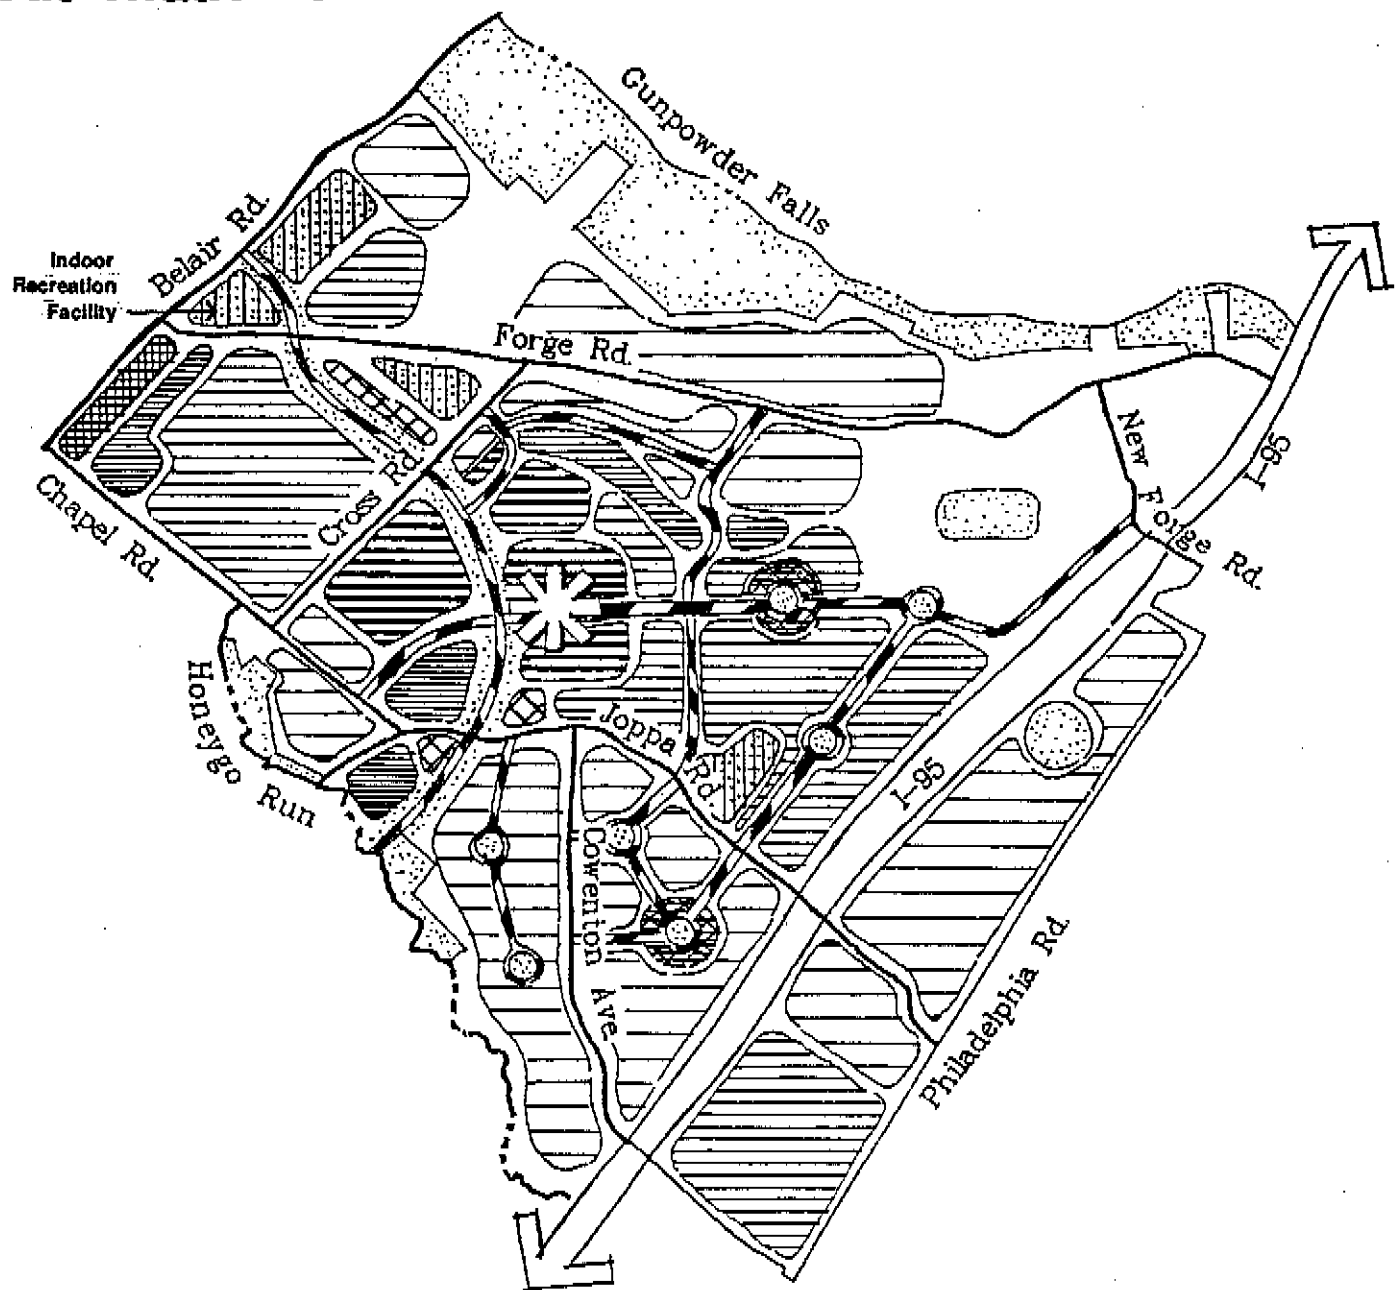 Gunpowder Falls
Belair Rd.
Indoor
Recreation
Facility
Forge Rd.
New Forge Rd.
I-95
Cross Rd.
Chapel Rd.
Honeygo Run
Joppa Rd.
I-95
Cowenton Ave.
Philadelphia Rd.